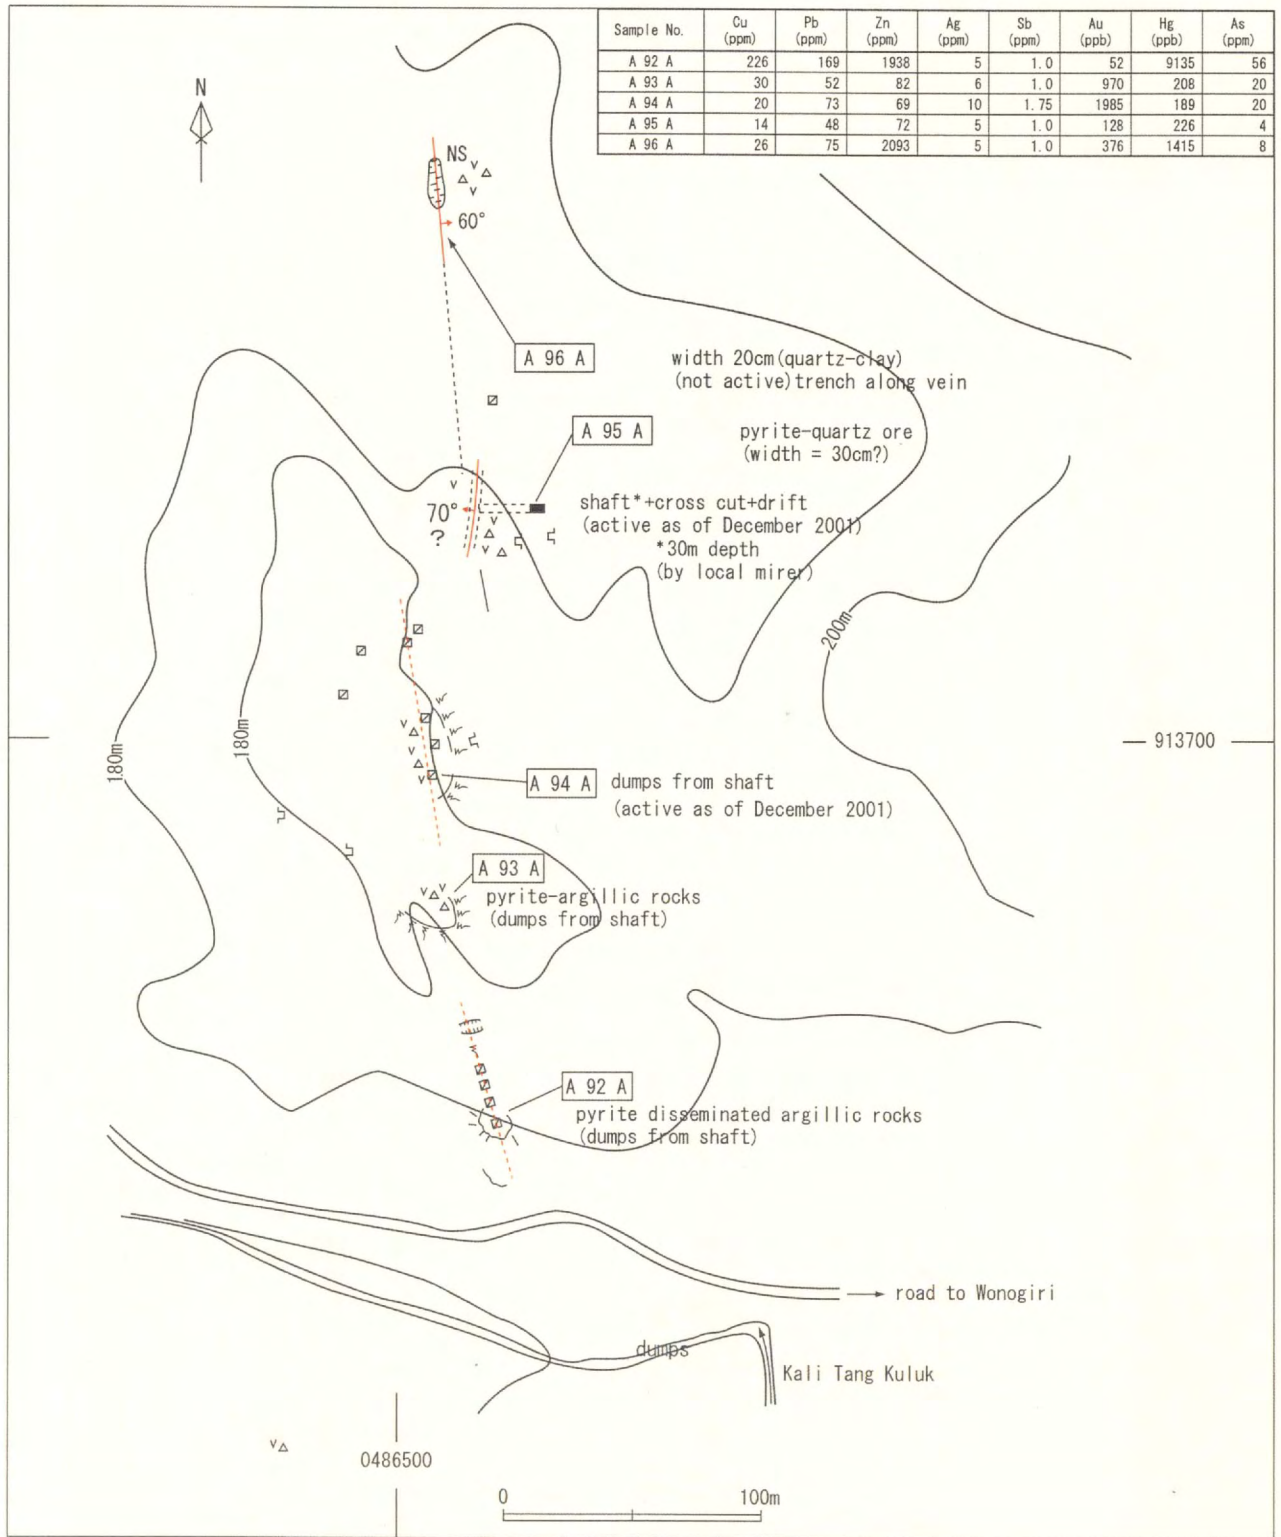 Sample No. Cu (ppm) Pb (ppm) Zn (ppm) Ag (ppm) Sb (ppm) Au (ppb) Hg (ppb) As (ppm)
A 92 A 226 169 1938 5 1.0 52 9135 56
A 93 A 30 52 82 6 1.0 970 208 20
A 94 A 20 73 69 10 1.75 1985 189 20
A 95 A 14 48 72 5 1.0 128 226 4
A 96 A 26 75 2093 5 1.0 376 1415 8
N
NS
60°
A 96 A
width 20cm(quartz-clay)
(not active)trench along vein
A 95 A
pyrite-quartz ore
(width = 30cm?)
70°
?
shaft*+cross cut+drift
(active as of December 2001)
*30m depth
(by local mirer)
200m
180m
180m
913700
A 94 A dumps from shaft
(active as of December 2001)
A 93 A
pyrite-argillic rocks
(dumps from shaft)
A 92 A
pyrite disseminated argillic rocks
(dumps from shaft)
road to Wonogiri
dumps
Kali Tang Kuluk
0486500
0 100m